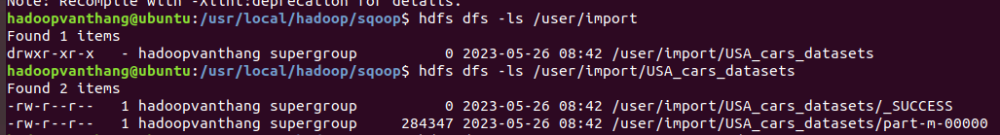 Note: Recompile with -Xlint:deprecation for details.
hadoopvanthang@ubuntu:/usr/local/hadoop/sqoop$ hdfs dfs -ls /user/import
Found 1 items
drwxr-xr-x   - hadoopvanthang supergroup          0 2023-05-26 08:42 /user/import/USA_cars_datasets
hadoopvanthang@ubuntu:/usr/local/hadoop/sqoop$ hdfs dfs -ls /user/import/USA_cars_datasets
Found 2 items
-rw-r--r--   1 hadoopvanthang supergroup          0 2023-05-26 08:42 /user/import/USA_cars_datasets/_SUCCESS
-rw-r--r--   1 hadoopvanthang supergroup     284347 2023-05-26 08:42 /user/import/USA_cars_datasets/part-m-00000